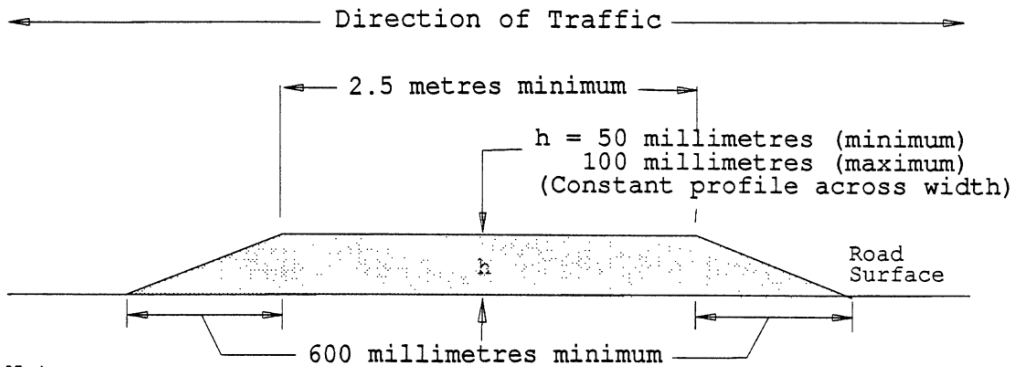 Direction of Traffic
2.5 metres minimum
h = 50 millimetres (minimum)
100 millimetres (maximum)
(Constant profile across width)
h
Road
Surface
600 millimetres minimum